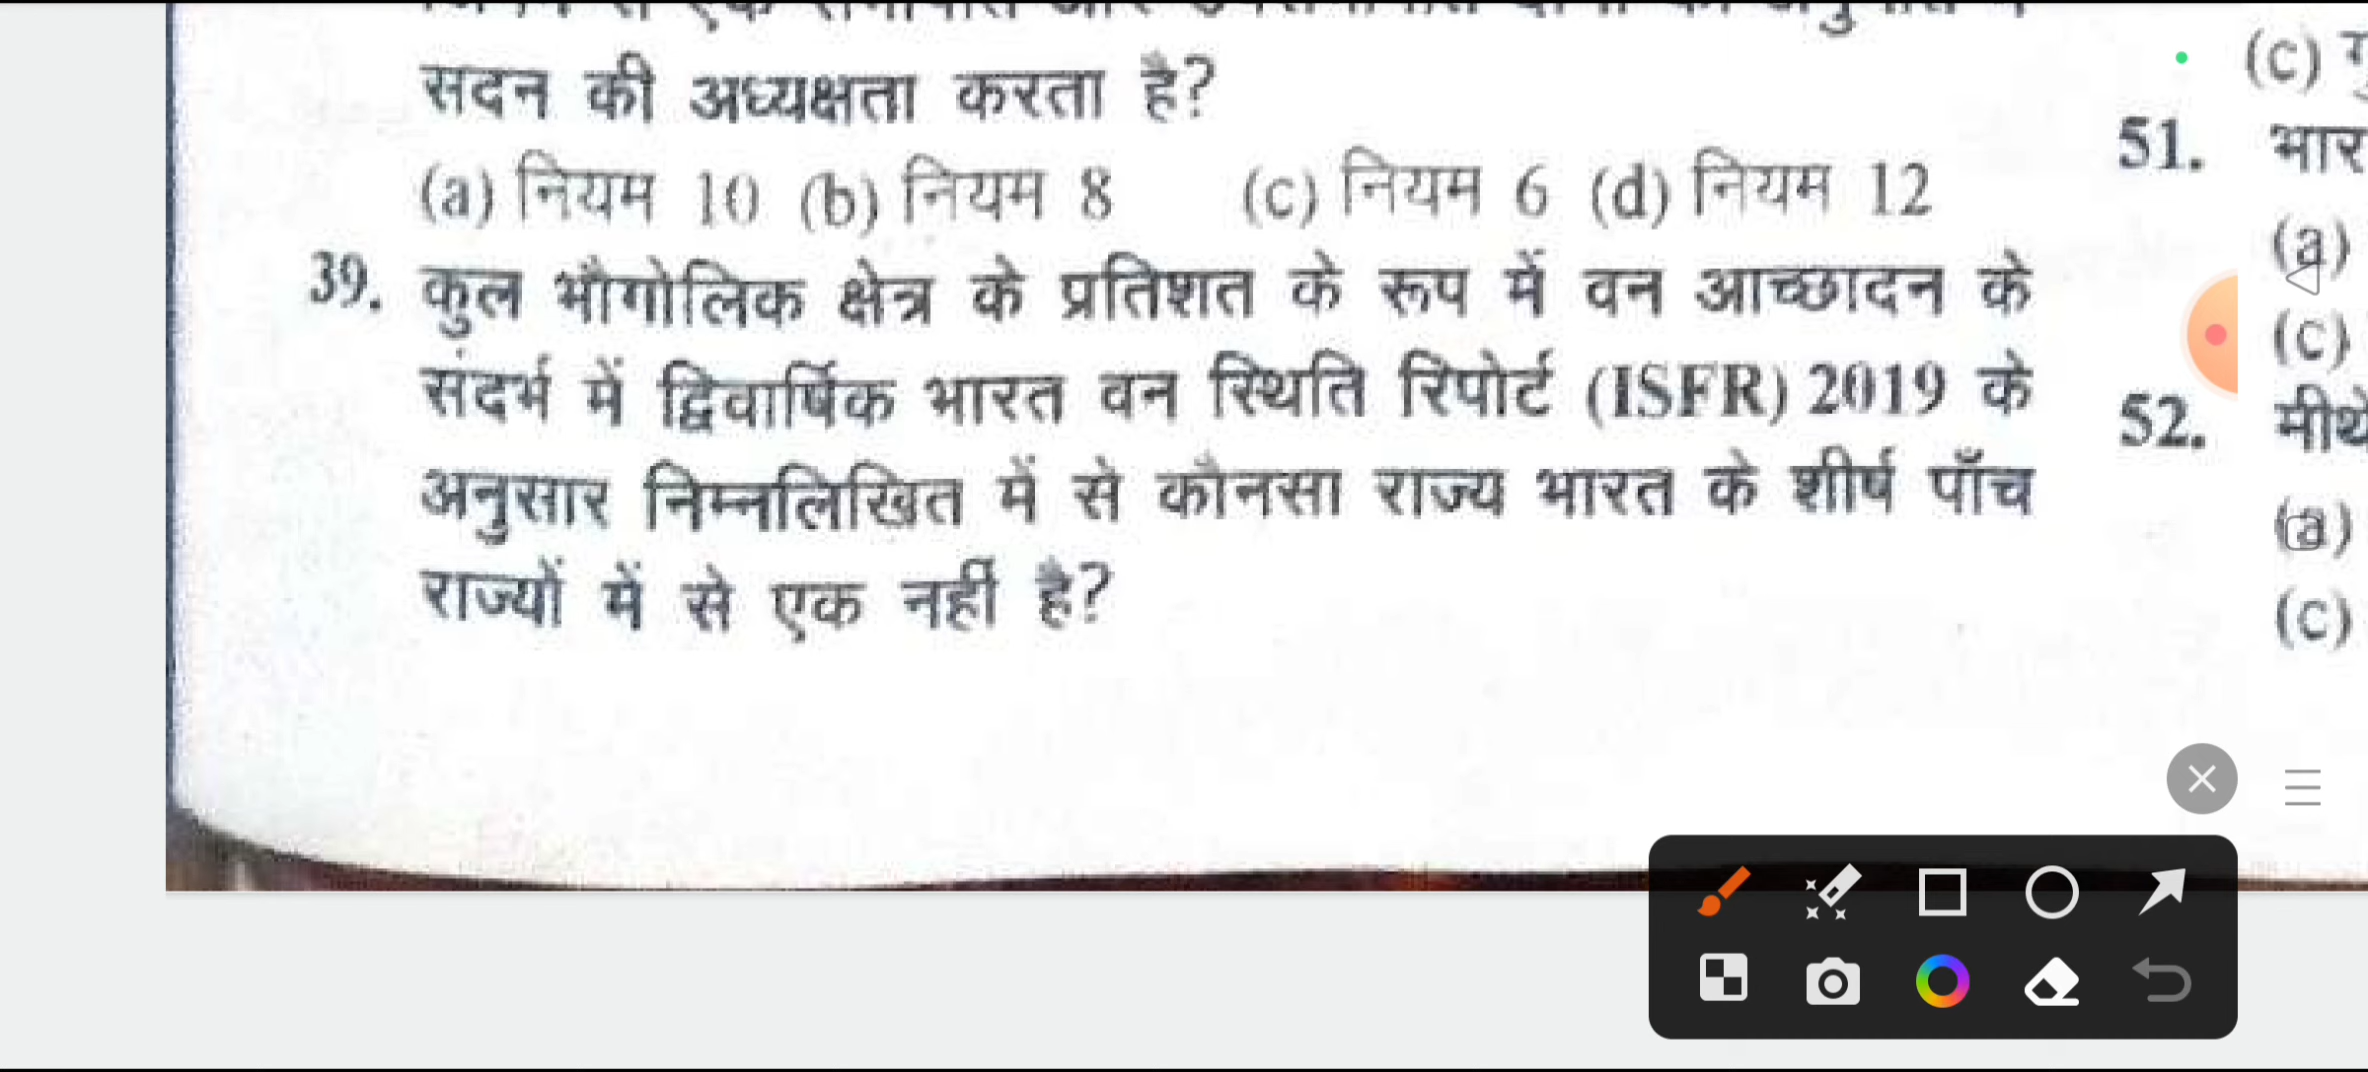 सदन की अध्यक्षता करता है?
(a) नियम 10 (b) नियम 8 (c) नियम 6 (d) नियम 12
39. कुल भौगोलिक क्षेत्र के प्रतिशत के रूप में वन आच्छादन के
संदर्भ में द्विवार्षिक भारत वन स्थिति रिपोर्ट (ISFR) 2019 के
अनुसार निम्नलिखित में से कौनसा राज्य भारत के शीर्ष पाँच
राज्यों में से एक नहीं है?
(c)
51.
(a)
(c)
52.
(a)
(c)